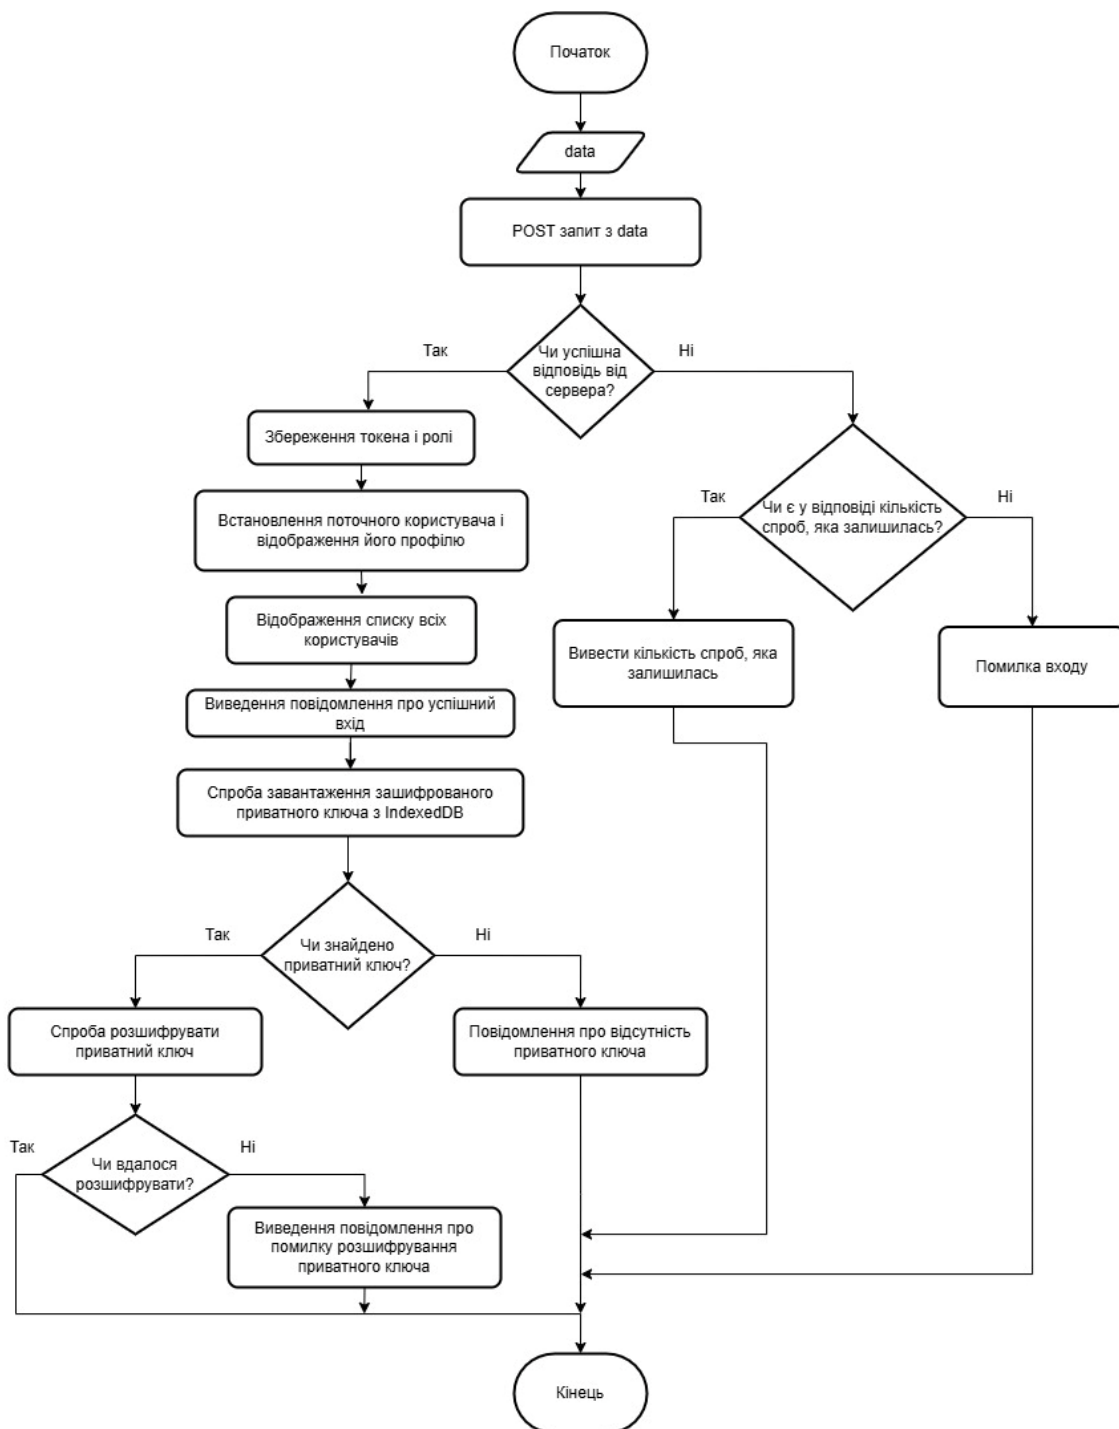 Початок
data
POST запит з data
Так
Чи успішна
відповідь від
сервера?
Ні
Збереження токена і ролі
Встановлення поточного користувача і
відображення його профілю
Так
Чи є у відповіді кількість
спроб, яка залишилась?
Ні
Відображення списку всіх
користувачів
Вивести кількість спроб, яка
залишилась
Помилка входу
Виведення повідомлення про успішний
вхід
Спроба завантаження зашифрованого
приватного ключа з IndexedDB
Так
Чи знайдено
приватний ключ?
Ні
Спроба розшифрувати
приватний ключ
Повідомлення про відсутність
приватного ключа
Так
Чи вдалося
розшифрувати?
Ні
Виведення повідомлення про
помилку розшифрування
приватного ключа
Кінець